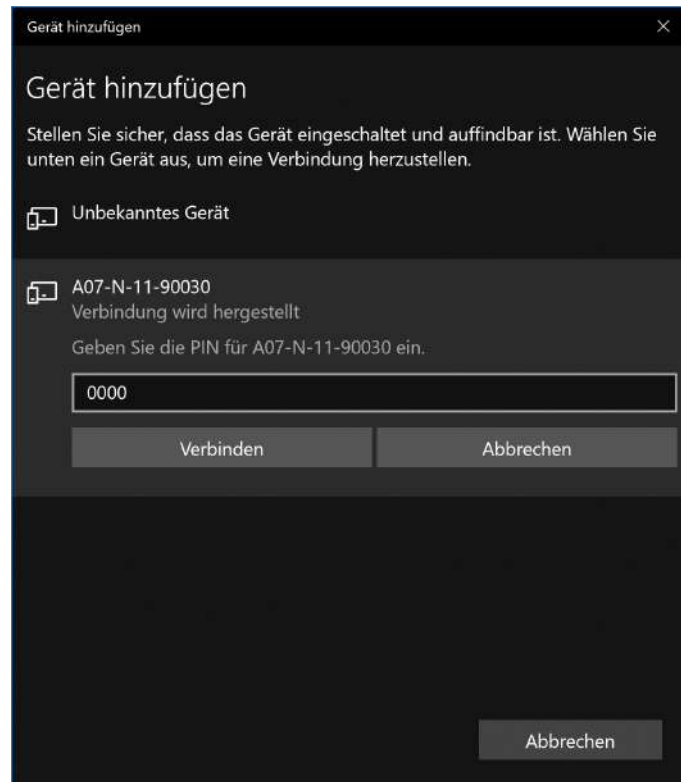 Gerät hinzufügen
Gerät hinzufügen
Stellen Sie sicher, dass das Gerät eingeschaltet und auffindbar ist. Wählen Sie
unten ein Gerät aus, um eine Verbindung herzustellen.
Unbekanntes Gerät
A07-N-11-90030
Verbindung wird hergestellt
Geben Sie die PIN für A07-N-11-90030 ein.
0000
Verbinden Abbrechen
Abbrechen